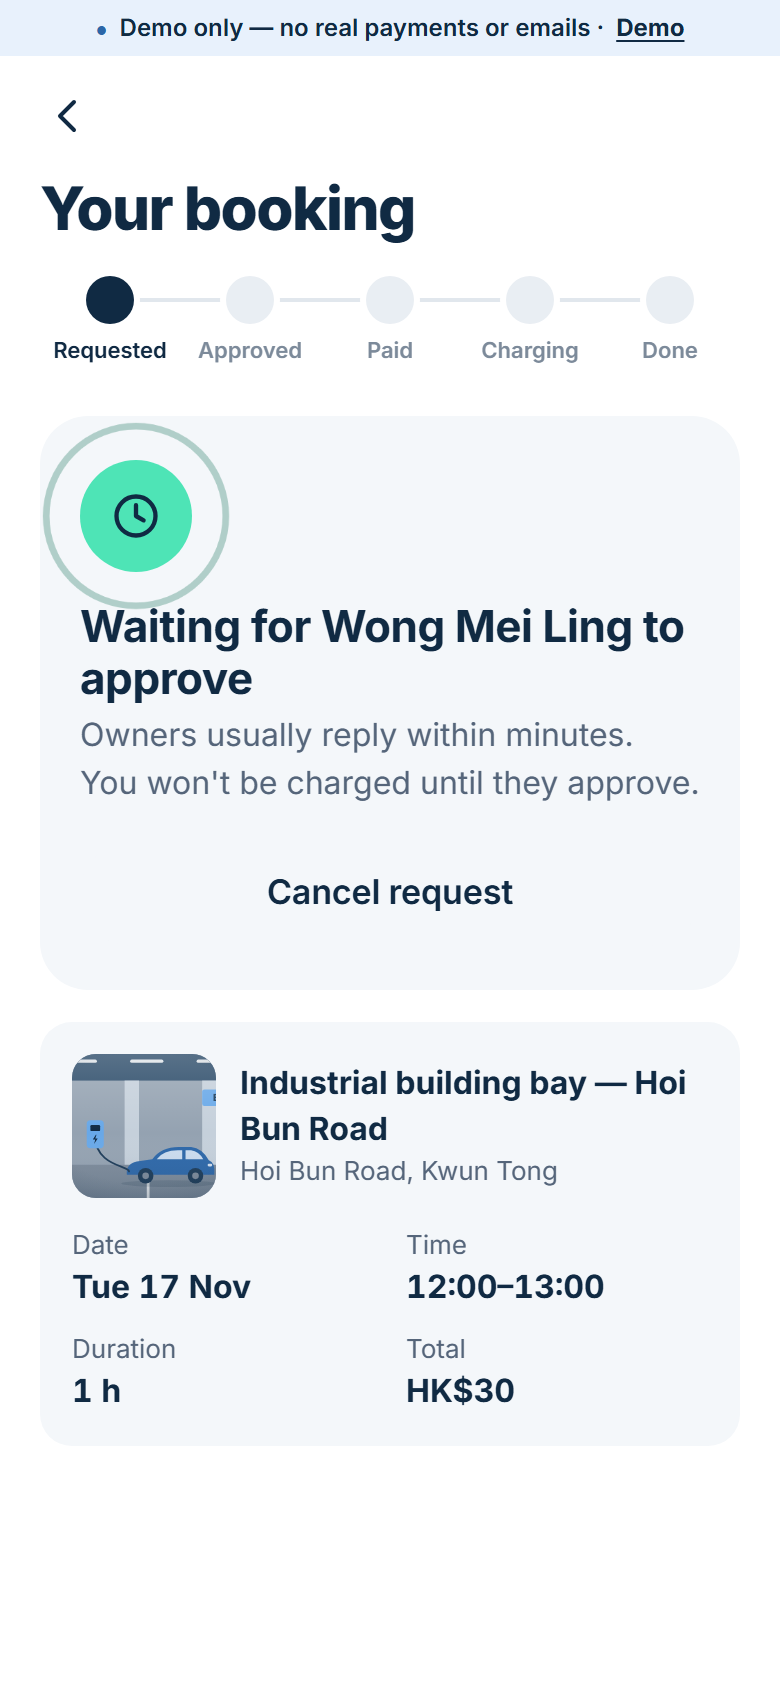 Demo only — no real payments or emails · Demo
Your booking
Requested Approved Paid Charging Done
Waiting for Wong Mei Ling to
approve
Owners usually reply within minutes.
You won't be charged until they approve.
Cancel request
Industrial building bay — Hoi
Bun Road
Hoi Bun Road, Kwun Tong
Date Time
Tue 17 Nov 12:00–13:00
Duration Total
1 h HK$30